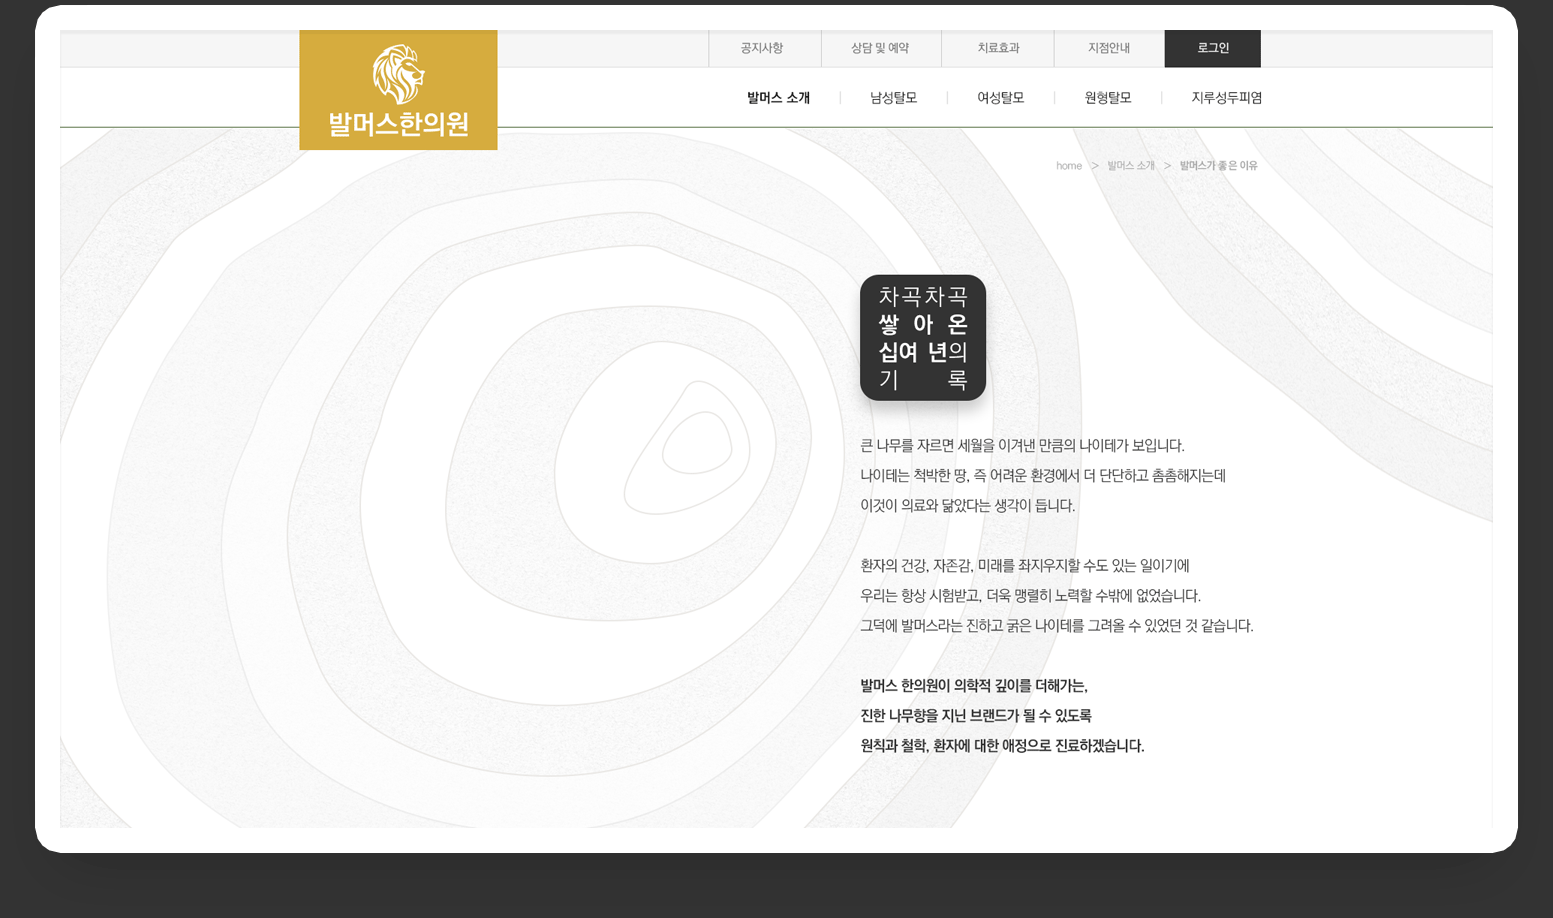 공지사항
상담 및 예약
치료효과
지점안내
로그인
발머스한의원
발머스 소개
남성탈모
여성탈모
원형탈모
지루성두피염
home > 발머스 소개 > 발머스가 좋은 이유
차곡차곡
쌓 아 온
십여 년의
기 록
큰 나무를 자르면 세월을 이겨낸 만큼의 나이테가 보입니다.
나이테는 척박한 땅, 즉 어려운 환경에서 더 단단하고 촘촘해지는데
이것이 의료와 닮았다는 생각이 듭니다.
환자의 건강, 자존감, 미래를 좌지우지할 수도 있는 일이기에
우리는 항상 시험받고, 더욱 맹렬히 노력할 수밖에 없었습니다.
그덕에 발머스라는 진하고 굵은 나이테를 그려올 수 있었던 것 같습니다.
발머스 한의원이 의학적 깊이를 더해가는,
진한 나무향을 지닌 브랜드가 될 수 있도록
원칙과 철학, 환자에 대한 애정으로 진료하겠습니다.